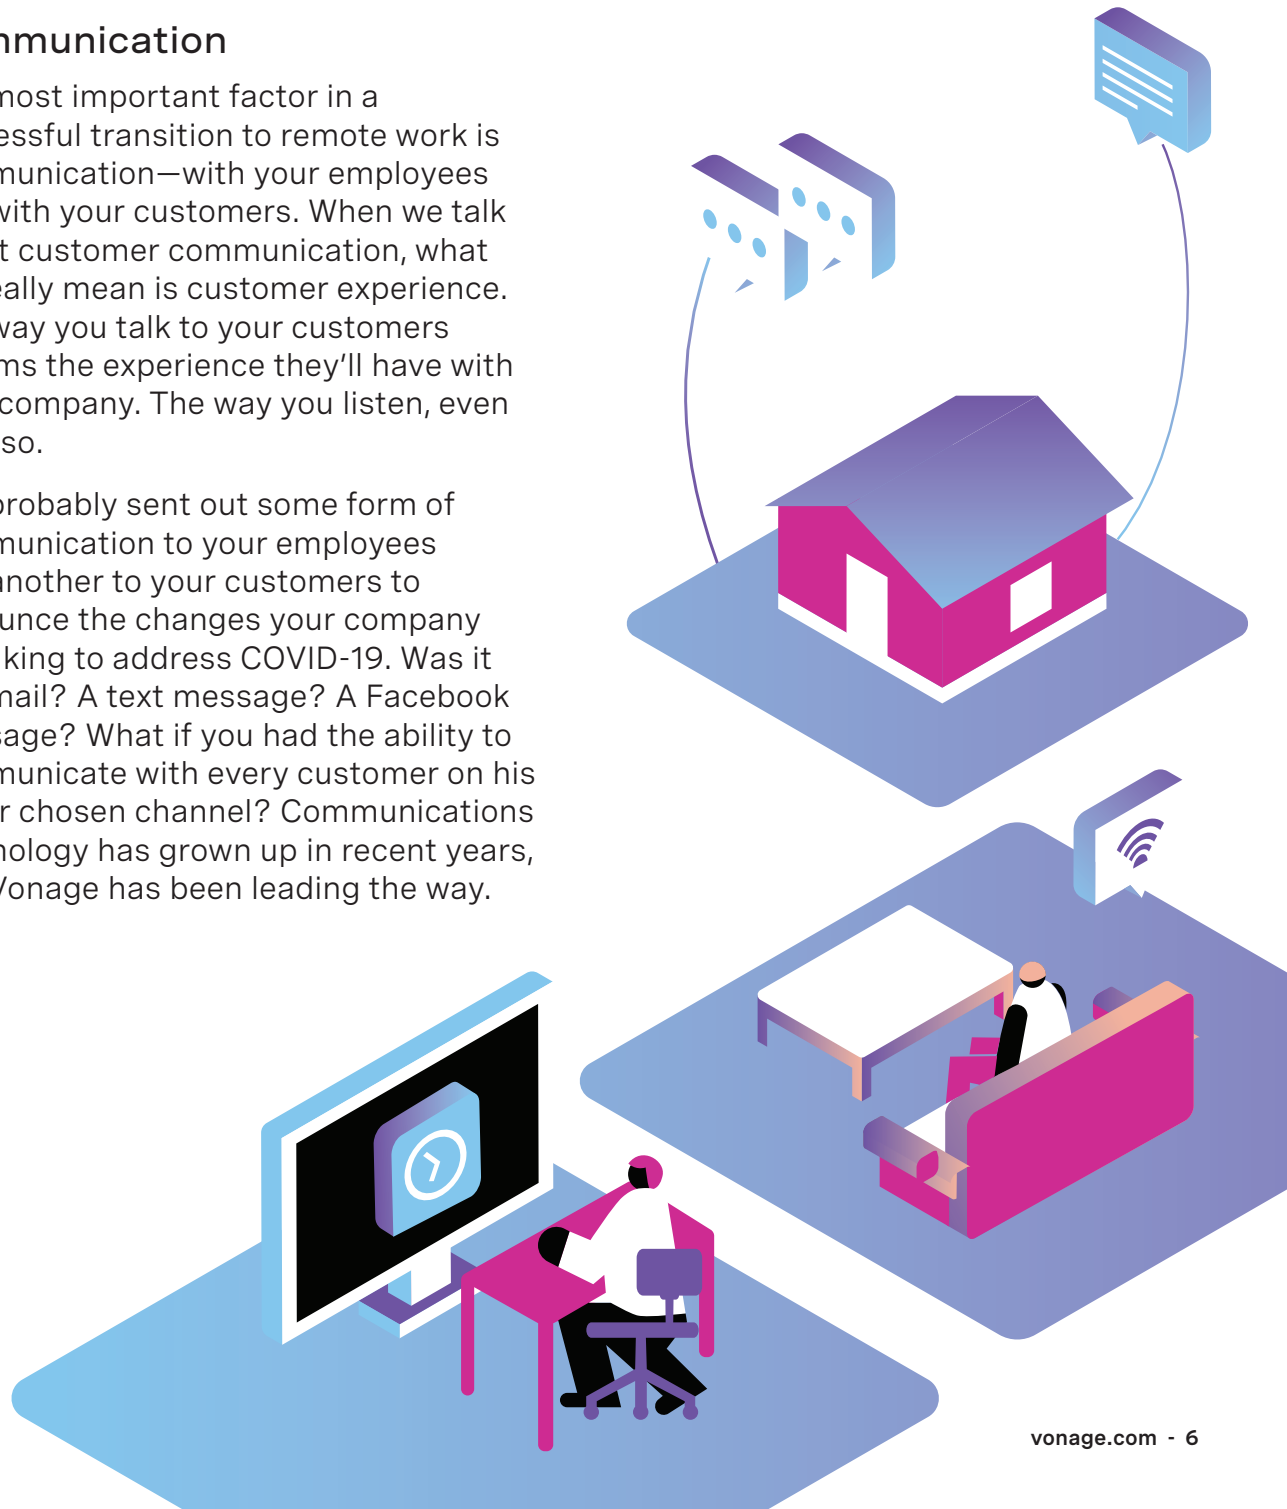 nmunication
most important factor in a
essful transition to remote work is
munication—with your employees
with your customers. When we talk
t customer communication, what
eally mean is customer experience.
way you talk to your customers
ms the experience they'll have with
company. The way you listen, even
so.
probably sent out some form of
munication to your employees
another to your customers to
unce the changes your company
king to address COVID-19. Was it
mail? A text message? A Facebook
sage? What if you had the ability to
municate with every customer on his
r chosen channel? Communications
nology has grown up in recent years,
Vonage has been leading the way.
vonage.com - 6